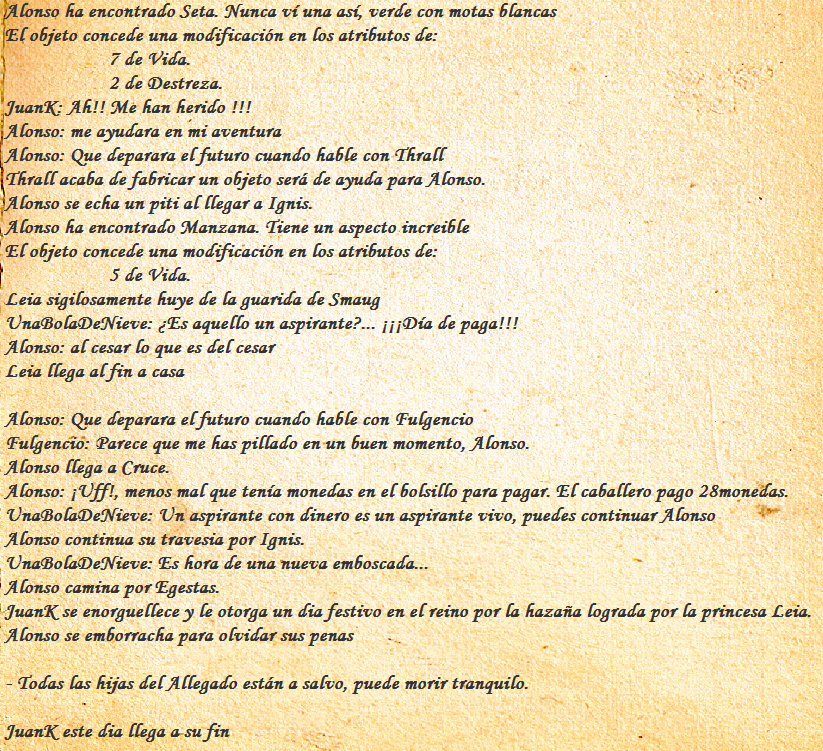 Alonso ha encontrado Seta. Nunca ví una así, verde con motas blancas
El objeto concede una modificación en los atributos de:
7 de Vida.
2 de Destreza.
JuanK: Ah!! Me han herido !!!
Alonso: me ayudara en mi aventura
Alonso: Que deparara el futuro cuando hable con Thrall
Thrall acaba de fabricar un objeto será de ayuda para Alonso.
Alonso se echa un piti al llegar a Ignis.
Alonso ha encontrado Manzana. Tiene un aspecto increible
El objeto concede una modificación en los atributos de:
5 de Vida.
Leia sigilosamente huye de la guarida de Smaug
UnaBolaDeNieve: ¿Es aquello un aspirante?... ¡¡¡Día de paga!!!
Alonso: al cesar lo que es del cesar
Leia llega al fin a casa
Alonso: Que deparara el futuro cuando hable con Fulgencio
Fulgencio: Parece que me has pillado en un buen momento, Alonso.
Alonso llega a Cruce.
Alonso: ¡Uff!, menos mal que tenía monedas en el bolsillo para pagar. El caballero pago 28monedas.
UnaBolaDeNieve: Un aspirante con dinero es un aspirante vivo, puedes continuar Alonso
Alonso continua su travesia por Ignis.
UnaBolaDeNieve: Es hora de una nueva emboscada...
Alonso camina por Egestas.
JuanK se enorguellece y le otorga un dia festivo en el reino por la hazaña lograda por la princesa Leia.
Alonso se emborracha para olvidar sus penas
- Todas las hijas del Allegado están a salvo, puede morir tranquilo.
JuanK este dia llega a su fin